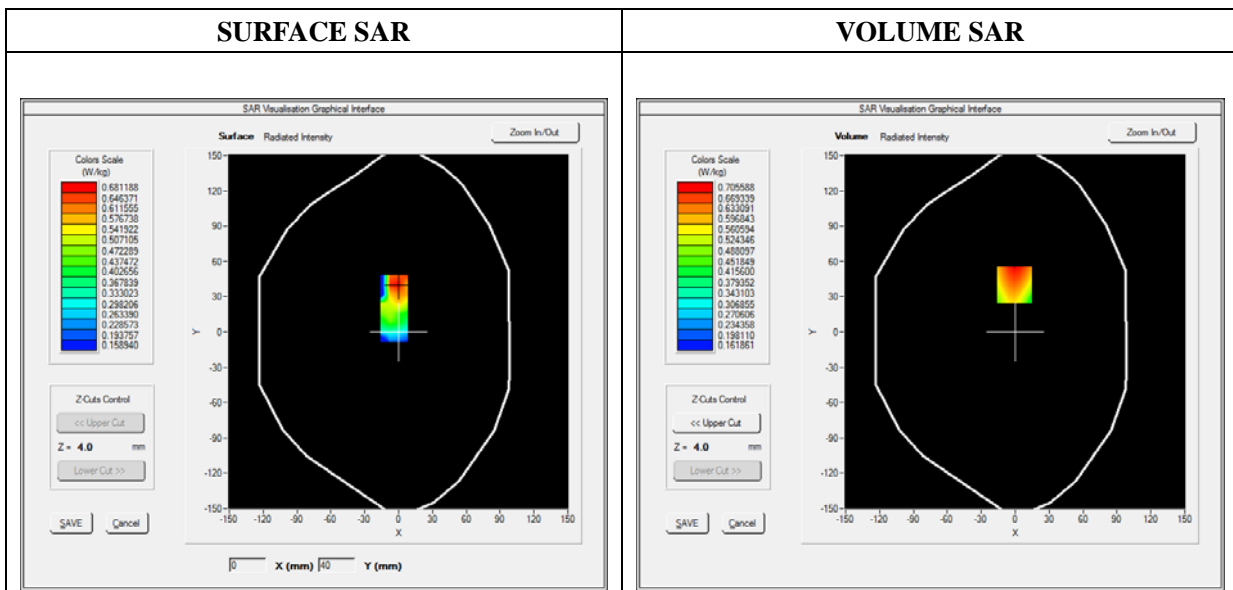 SURFACE SAR
VOLUME SAR
SAR Visualisation Graphical Interface
Surface Radiated Intensity
Zoom In/Out
Colors Scale
(W/kg)
0.681188
0.646371
0.611555
0.576738
0.541922
0.507105
0.472289
0.437472
0.402656
0.367839
0.333023
0.298206
0.263390
0.228573
0.193757
0.158940
150
120
90
60
30
0
-30
-60
-90
-120
-150
Y
-150 -120 -90 -60 -30 0 30 60 90 120 150
X
Z-Cuts Control
<< Upper Cut
Z = 4.0 mm
Lower Cut >>
SAVE Cancel
0 X (mm) 40 Y (mm)
SAR Visualisation Graphical Interface
Volume Radiated Intensity
Zoom In/Out
Colors Scale
(W/kg)
0.705588
0.669339
0.633091
0.596843
0.560594
0.524346
0.488097
0.451849
0.415600
0.379352
0.343103
0.306855
0.270606
0.234358
0.198110
0.161861
150
120
90
60
30
0
-30
-60
-90
-120
-150
Y
-150 -120 -90 -60 -30 0 30 60 90 120 150
X
Z-Cuts Control
<< Upper Cut
Z = 4.0 mm
Lower Cut >>
SAVE Cancel